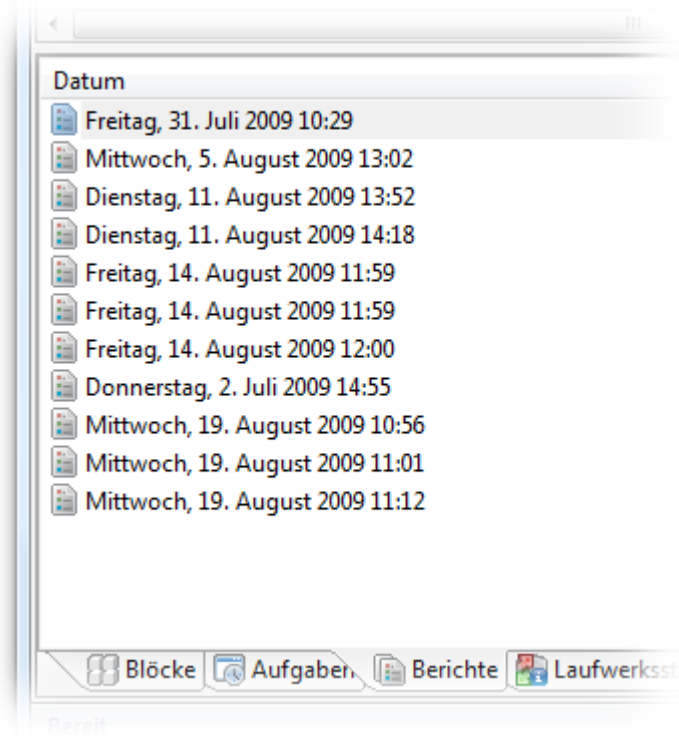 Datum
Freitag, 31. Juli 2009 10:29
Mittwoch, 5. August 2009 13:02
Dienstag, 11. August 2009 13:52
Dienstag, 11. August 2009 14:18
Freitag, 14. August 2009 11:59
Freitag, 14. August 2009 11:59
Freitag, 14. August 2009 12:00
Donnerstag, 2. Juli 2009 14:55
Mittwoch, 19. August 2009 10:56
Mittwoch, 19. August 2009 11:01
Mittwoch, 19. August 2009 11:12
Blöcke Aufgaben Berichte Laufwerksst
Bereit